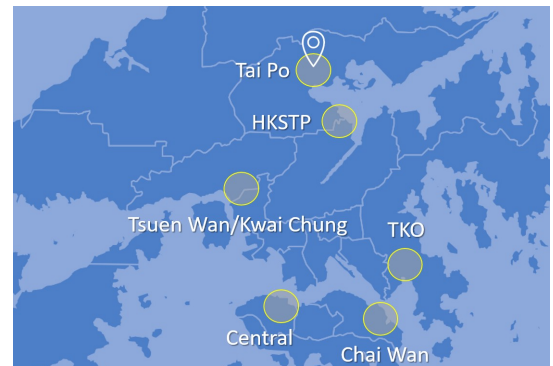 Tai Po
HKSTP
Tsuen Wan/Kwai Chung
TKO
Central
Chai Wan